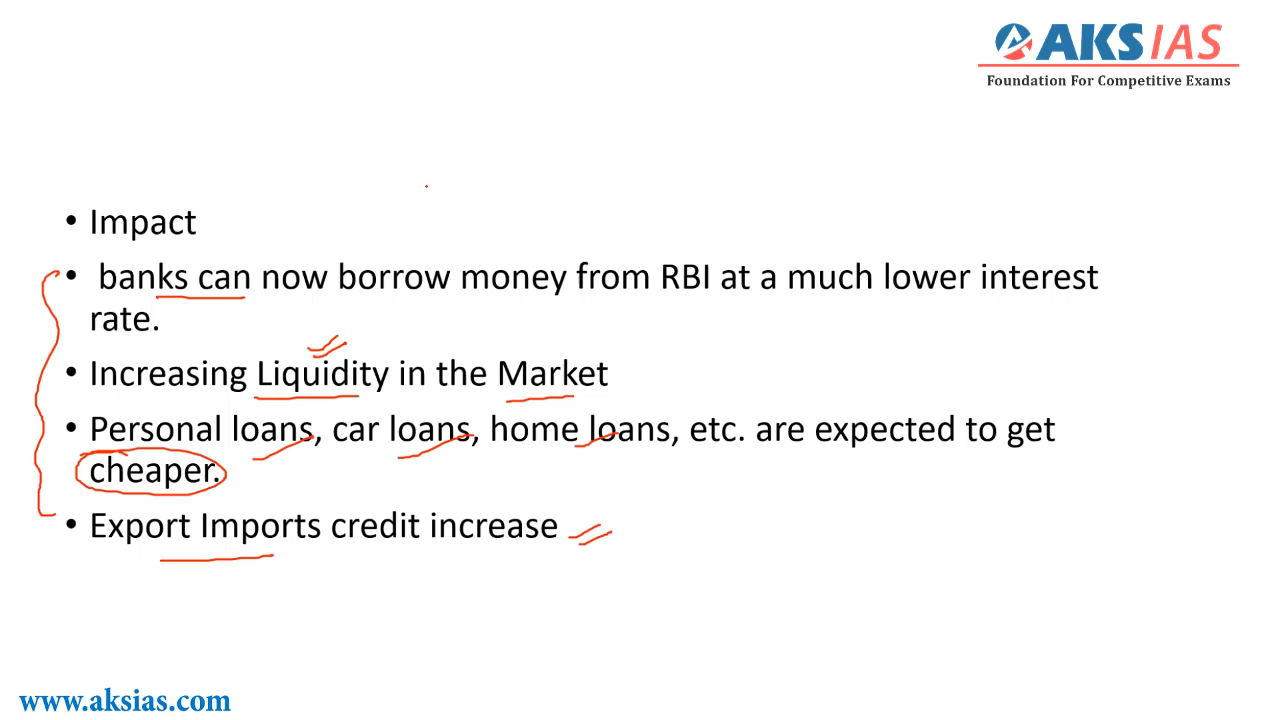 AKS IAS
Foundation For Competitive Exams
• Impact
• banks can now borrow money from RBI at a much lower interest
rate.
• Increasing Liquidity in the Market
• Personal loans, car loans, home loans, etc. are expected to get
cheaper.
• Export Imports credit increase
www.aksias.com